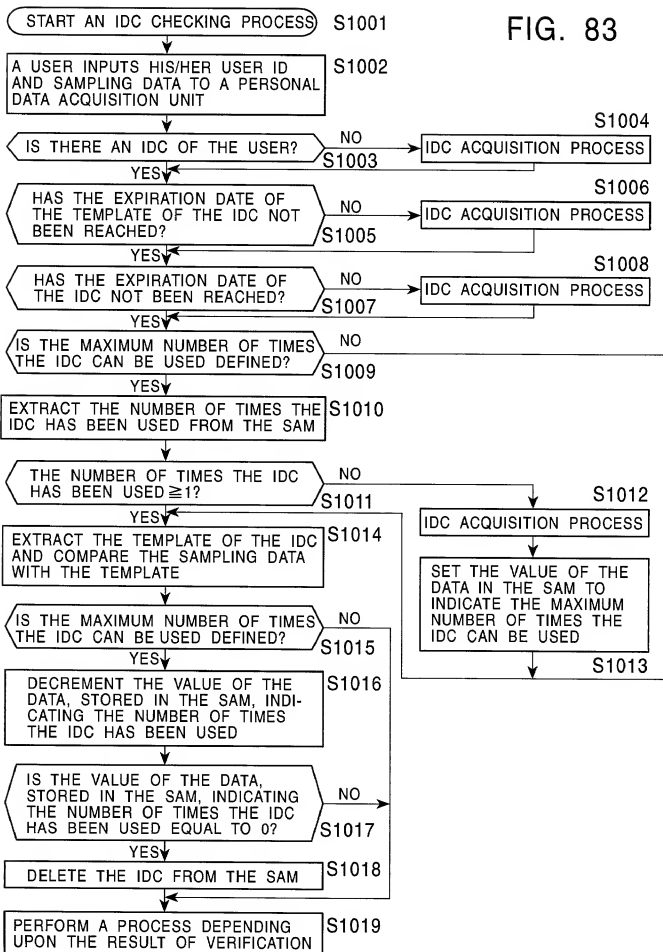 FIG. 83
START AN IDC CHECKING PROCESS
S1001
A USER INPUTS HIS/HER USER ID
AND SAMPLING DATA TO A PERSONAL
DATA ACQUISITION UNIT
S1002
IS THERE AN IDC OF THE USER?
NO
S1003
S1004
IDC ACQUISITION PROCESS
YES
HAS THE EXPIRATION DATE OF
THE TEMPLATE OF THE IDC NOT
BEEN REACHED?
NO
S1005
S1006
IDC ACQUISITION PROCESS
YES
HAS THE EXPIRATION DATE OF
THE IDC NOT BEEN REACHED?
NO
S1007
S1008
IDC ACQUISITION PROCESS
YES
IS THE MAXIMUM NUMBER OF TIMES
THE IDC CAN BE USED DEFINED?
NO
S1009
YES
EXTRACT THE NUMBER OF TIMES THE
IDC HAS BEEN USED FROM THE SAM
S1010
THE NUMBER OF TIMES THE IDC
HAS BEEN USED ≧1?
NO
S1011
S1012
IDC ACQUISITION PROCESS
SET THE VALUE OF THE
DATA IN THE SAM TO
INDICATE THE MAXIMUM
NUMBER OF TIMES THE
IDC CAN BE USED
S1013
YES
EXTRACT THE TEMPLATE OF THE IDC
AND COMPARE THE SAMPLING DATA
WITH THE TEMPLATE
S1014
IS THE MAXIMUM NUMBER OF TIMES
THE IDC CAN BE USED DEFINED?
NO
S1015
YES
DECREMENT THE VALUE OF THE
DATA, STORED IN THE SAM, INDI-
CATING THE NUMBER OF TIMES
THE IDC HAS BEEN USED
S1016
IS THE VALUE OF THE DATA,
STORED IN THE SAM, INDICATING
THE NUMBER OF TIMES THE IDC
HAS BEEN USED EQUAL TO 0?
NO
S1017
YES
DELETE THE IDC FROM THE SAM
S1018
PERFORM A PROCESS DEPENDING
UPON THE RESULT OF VERIFICATION
S1019